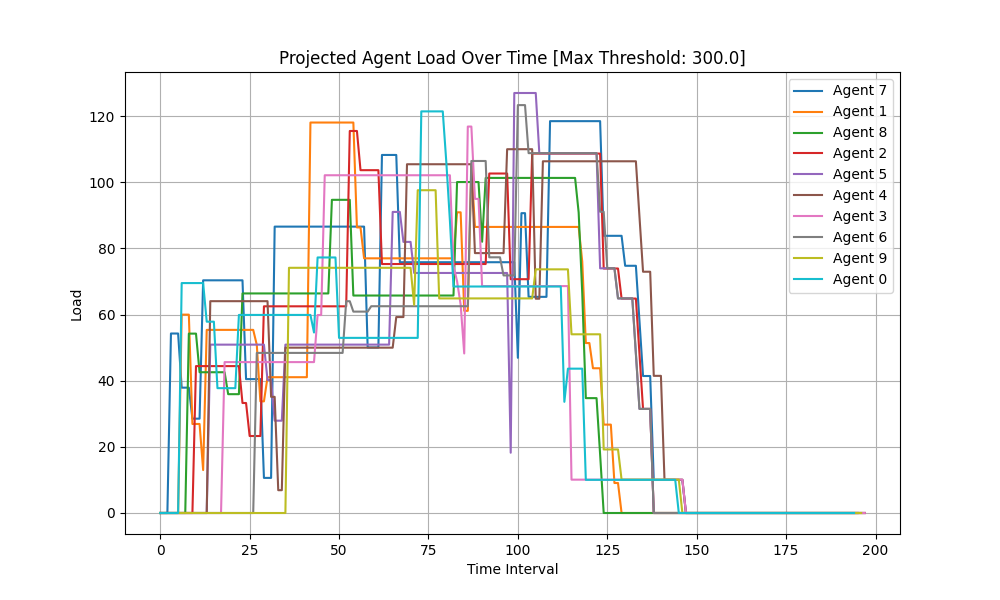 Projected Agent Load Over Time [Max Threshold: 300.0]
Load
120
100
80
60
40
20
0
0 25 50 75 100 125 150 175 200
Time Interval
Agent 7
Agent 1
Agent 8
Agent 2
Agent 5
Agent 4
Agent 3
Agent 6
Agent 9
Agent 0